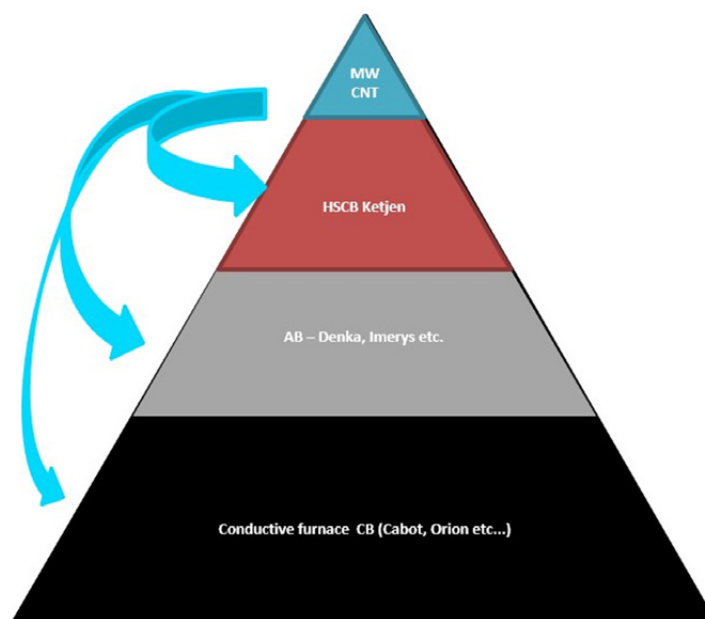 MW
CNT
HSCB Ketjen
AB – Denka, Imerys etc.
Conductive furnace CB (Cabot, Orion etc...)